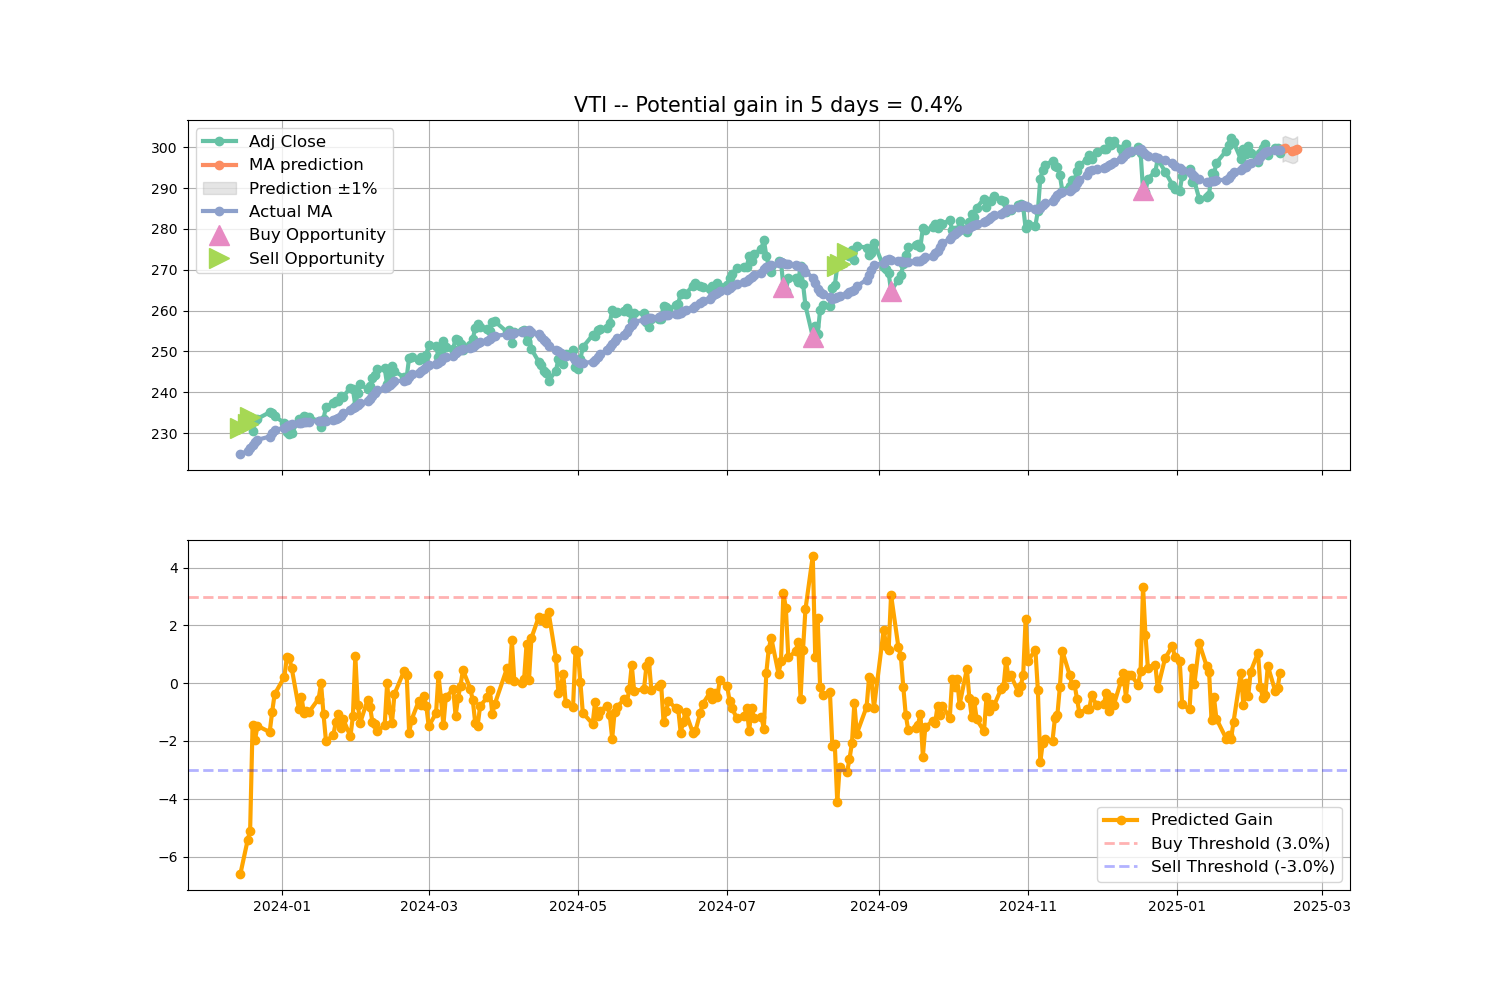 VTI -- Potential gain in 5 days = 0.4%
Adj Close
MA prediction
Prediction ±1%
Actual MA
Buy Opportunity
Sell Opportunity
300
290
280
270
260
250
240
230
4
2
0
−2
−4
−6
Predicted Gain
Buy Threshold (3.0%)
Sell Threshold (-3.0%)
2024-01
2024-03
2024-05
2024-07
2024-09
2024-11
2025-01
2025-03